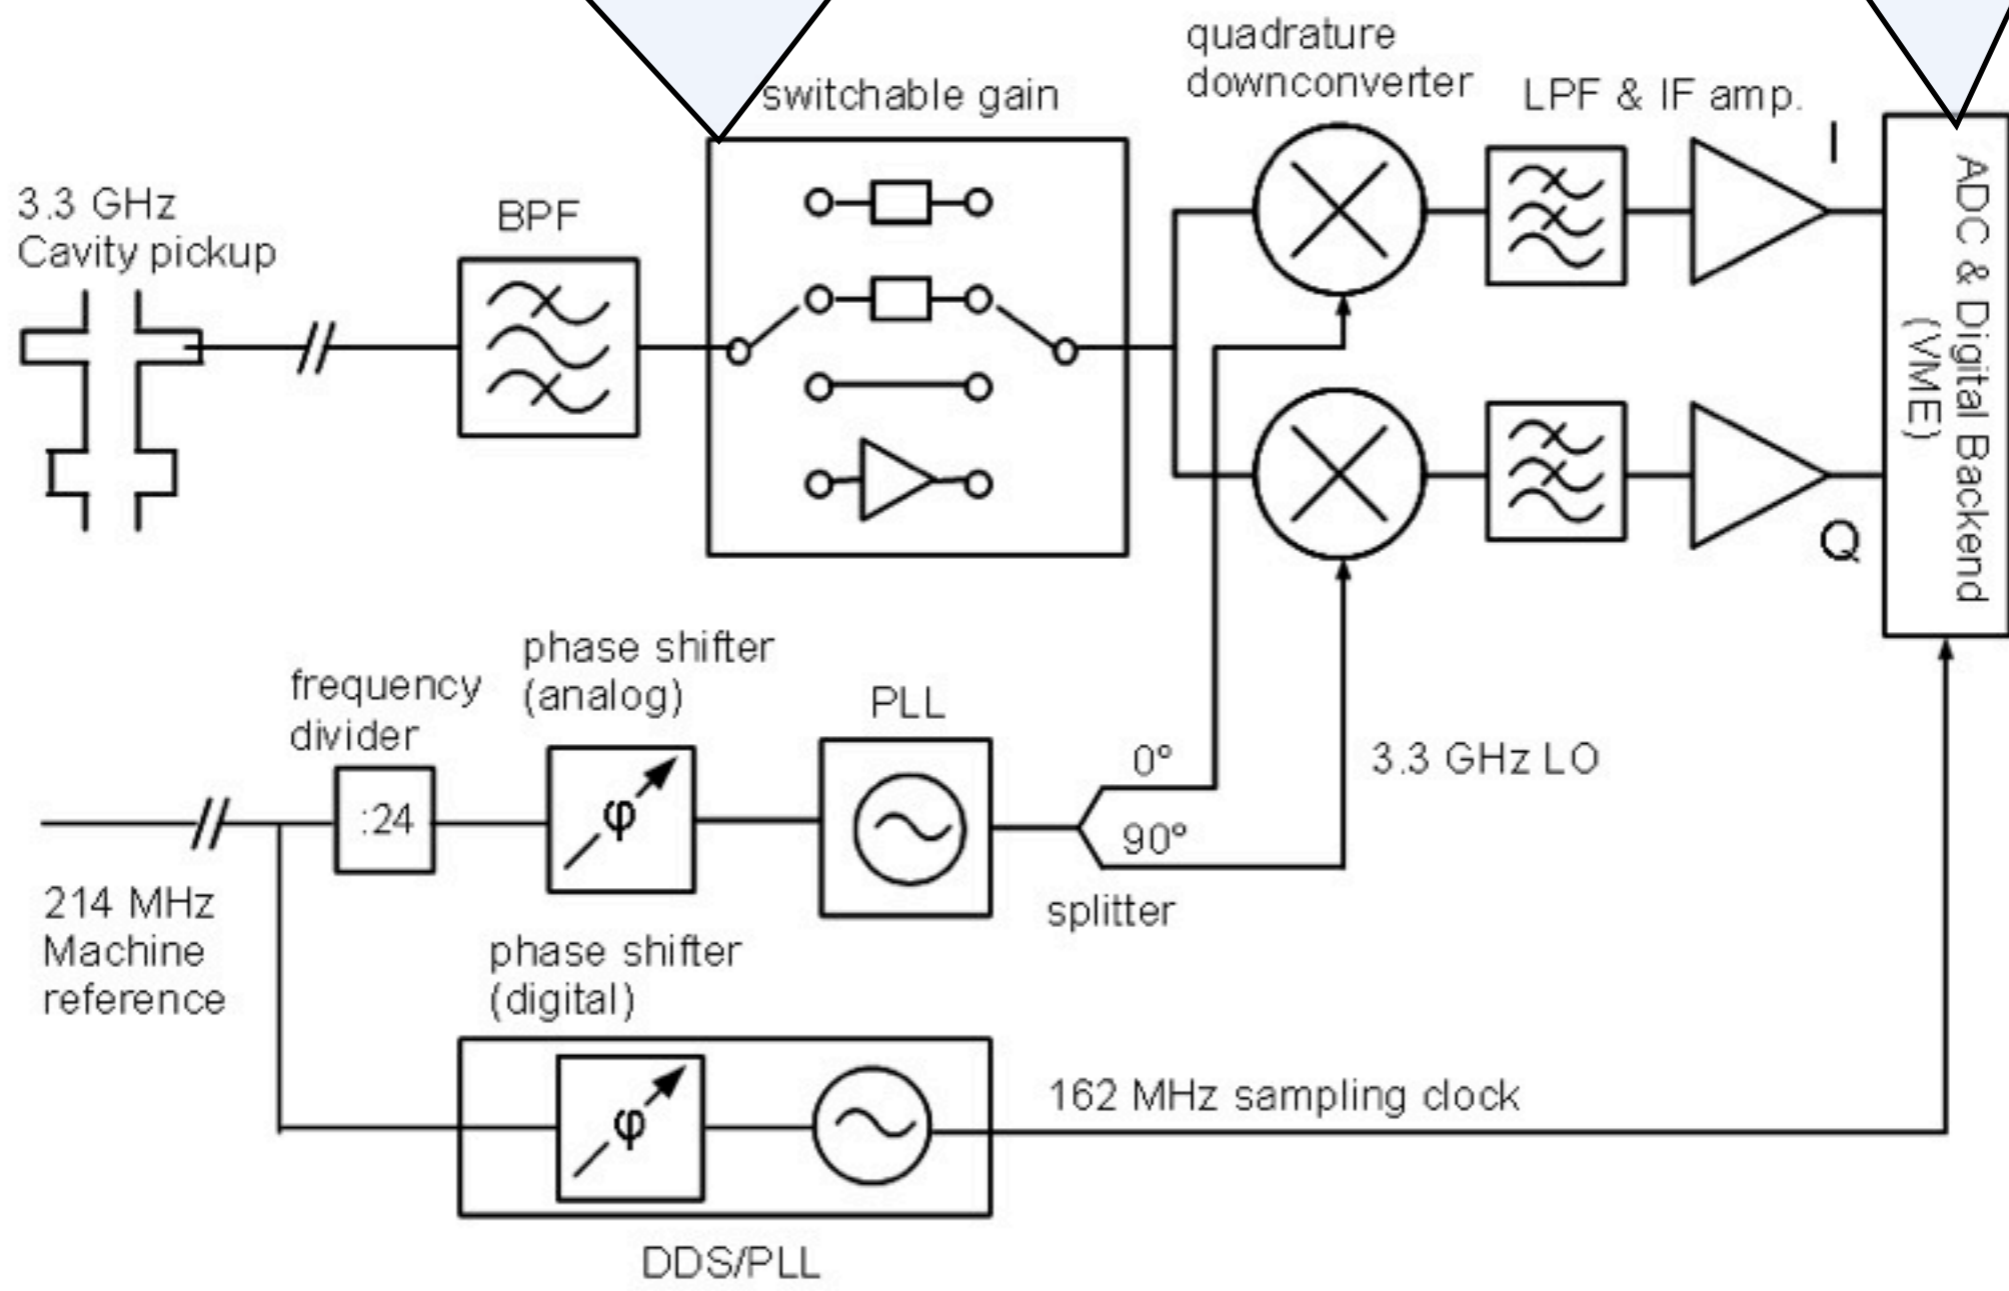 quadrature
downconverter
switchable gain
LPF & IF amp.
I
3.3 GHz
Cavity pickup
BPF
ADC & Digital Backend
(VME)
Q
phase shifter
(analog)
frequency
divider
PLL
:24
φ
0°
90°
3.3 GHz LO
splitter
214 MHz
Machine
reference
phase shifter
(digital)
φ
162 MHz sampling clock
DDS/PLL